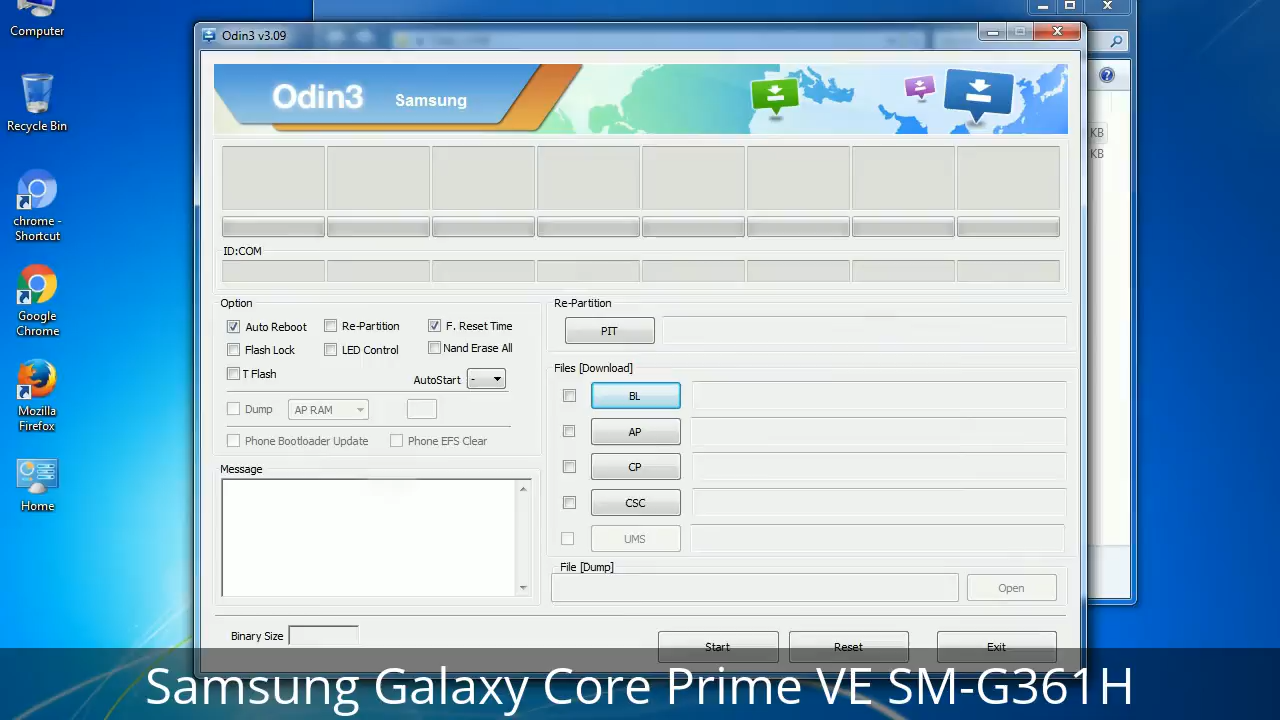 Computer
Recycle Bin
chrome -
Shortcut
Google
Chrome
Mozilla
Firefox
Home
Odin3 v3.09
Odin3 Samsung
KB
KB
ID:COM
Option
Auto Reboot Re-Partition F. Reset Time
Flash Lock LED Control Nand Erase All
T Flash AutoStart -
Dump AP RAM
Phone Bootloader Update Phone EFS Clear
Message
Re-Partition
PIT
Files [Download]
BL
AP
CP
CSC
UMS
File [Dump]
Open
Binary Size
Start Reset Exit
Samsung Galaxy Core Prime VE SM-G361H